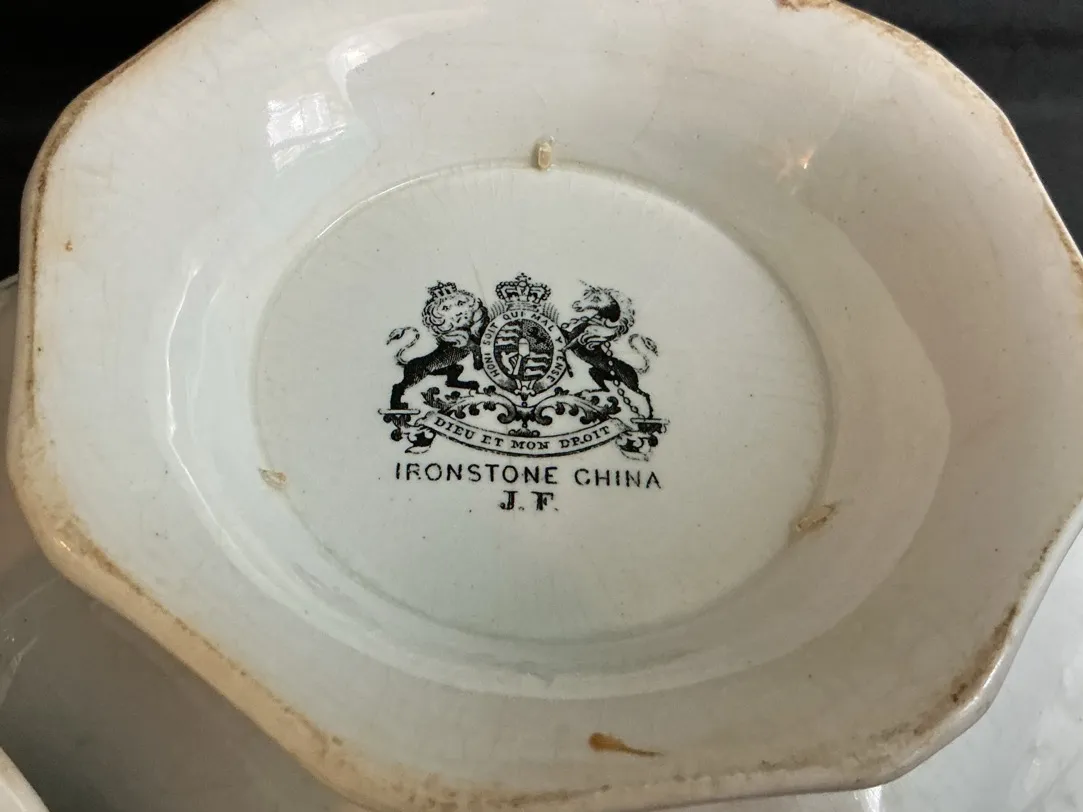 HONI SOIT QUI MAL Y PENSE
DIEU ET MON DROIT
IRONSTONE CHINA
J. F.